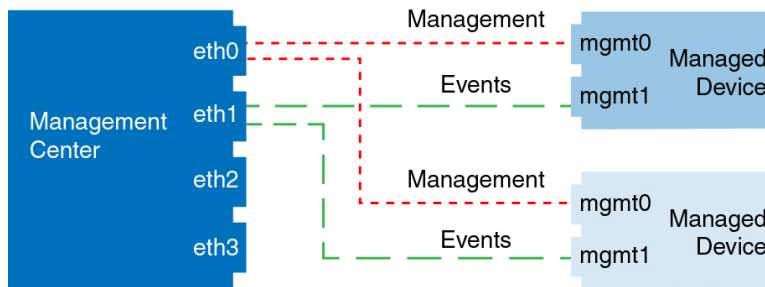 Management
Center
eth0
eth1
eth2
eth3
Management
Events
Management
Events
mgmt0
mgmt1
Managed
Device
mgmt0
mgmt1
Managed
Device